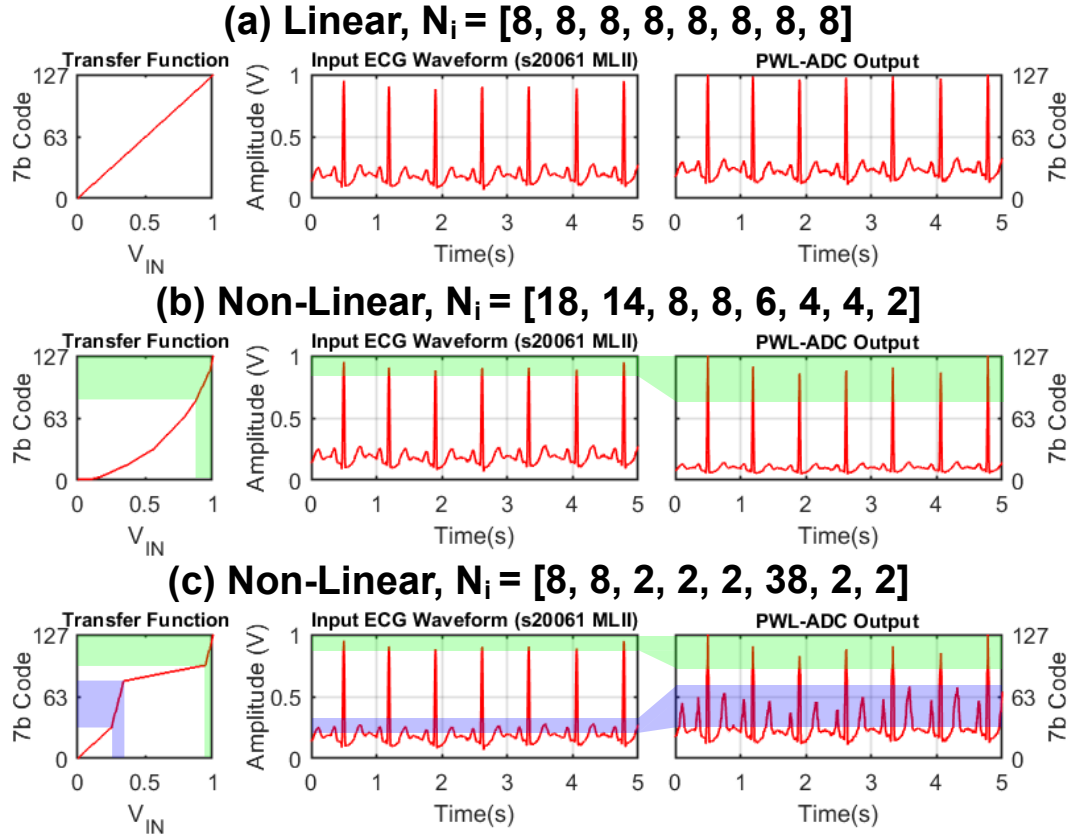 (a) Linear, Nᵢ = [8, 8, 8, 8, 8, 8, 8, 8]
Transfer Function
Input ECG Waveform (s20061 MLII)
PWL-ADC Output
7b Code
127
63
0
0
0.5
1
V_IN
Amplitude (V)
1
0.5
0
0 1 2 3 4 5
Time(s)
0 1 2 3 4 5
Time(s)
127
63
0
7b Code
(b) Non-Linear, Nᵢ = [18, 14, 8, 8, 6, 4, 4, 2]
Transfer Function
Input ECG Waveform (s20061 MLII)
PWL-ADC Output
7b Code
127
63
0
0
0.5
1
V_IN
Amplitude (V)
1
0.5
0
0 1 2 3 4 5
Time(s)
0 1 2 3 4 5
Time(s)
127
63
0
7b Code
(c) Non-Linear, Nᵢ = [8, 8, 2, 2, 2, 38, 2, 2]
Transfer Function
Input ECG Waveform (s20061 MLII)
PWL-ADC Output
7b Code
127
63
0
0
0.5
1
V_IN
Amplitude (V)
1
0.5
0
0 1 2 3 4 5
Time(s)
0 1 2 3 4 5
Time(s)
127
63
0
7b Code